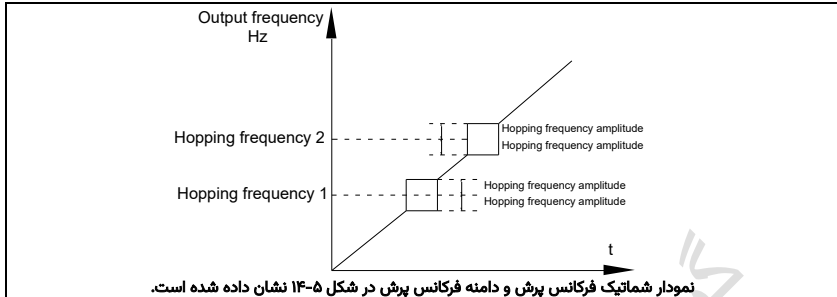 Output frequency
Hz
Hopping frequency 2
Hopping frequency amplitude
Hopping frequency amplitude
Hopping frequency 1
Hopping frequency amplitude
Hopping frequency amplitude
t
نمودار شماتیک فرکانس پرش و دامنه فرکانس پرش در شکل ۵-۱۴ نشان داده شده است.